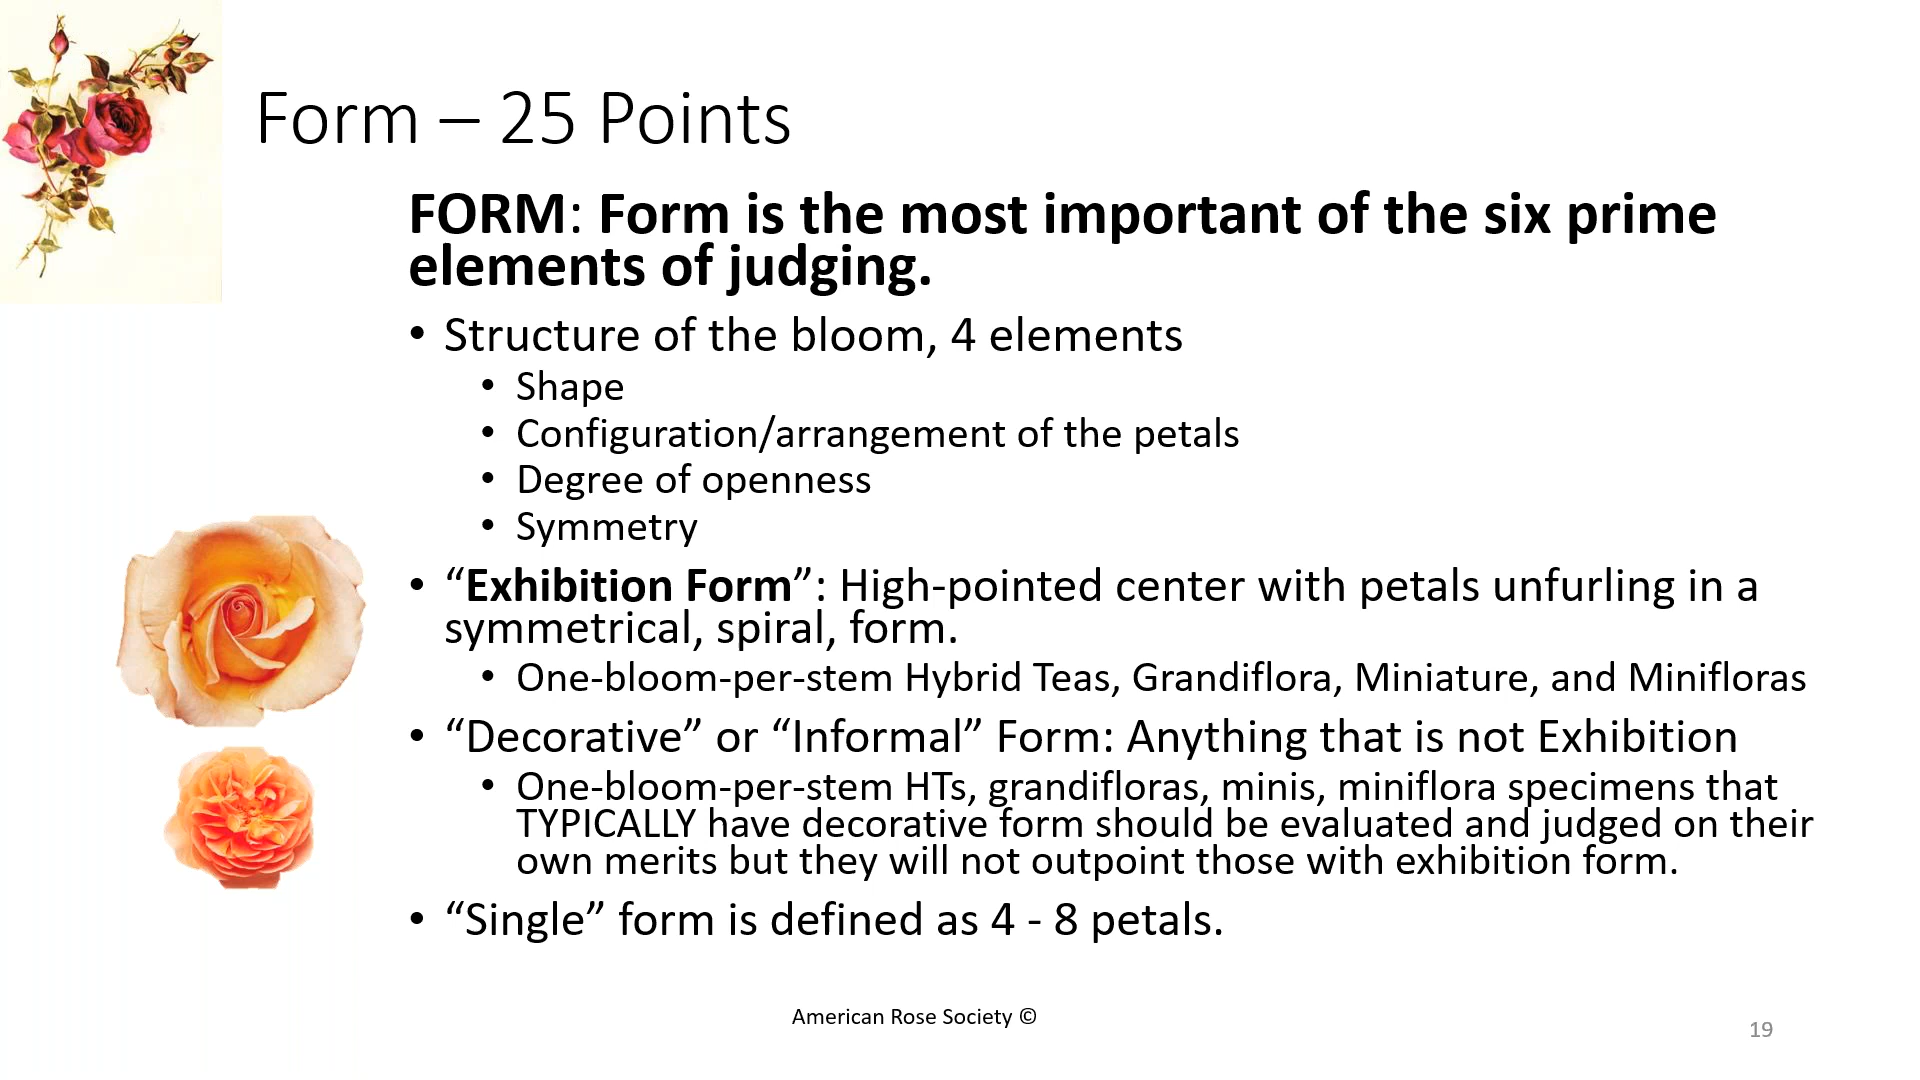 Form – 25 Points
FORM: Form is the most important of the six prime
elements of judging.
• Structure of the bloom, 4 elements
• Shape
• Configuration/arrangement of the petals
• Degree of openness
• Symmetry
• “Exhibition Form”: High-pointed center with petals unfurling in a
symmetrical, spiral, form.
• One-bloom-per-stem Hybrid Teas, Grandiflora, Miniature, and Minifloras
• “Decorative” or “Informal” Form: Anything that is not Exhibition
• One-bloom-per-stem HTs, grandifloras, minis, miniflora specimens that
TYPICALLY have decorative form should be evaluated and judged on their
own merits but they will not outpoint those with exhibition form.
• “Single” form is defined as 4 - 8 petals.
American Rose Society ©
19